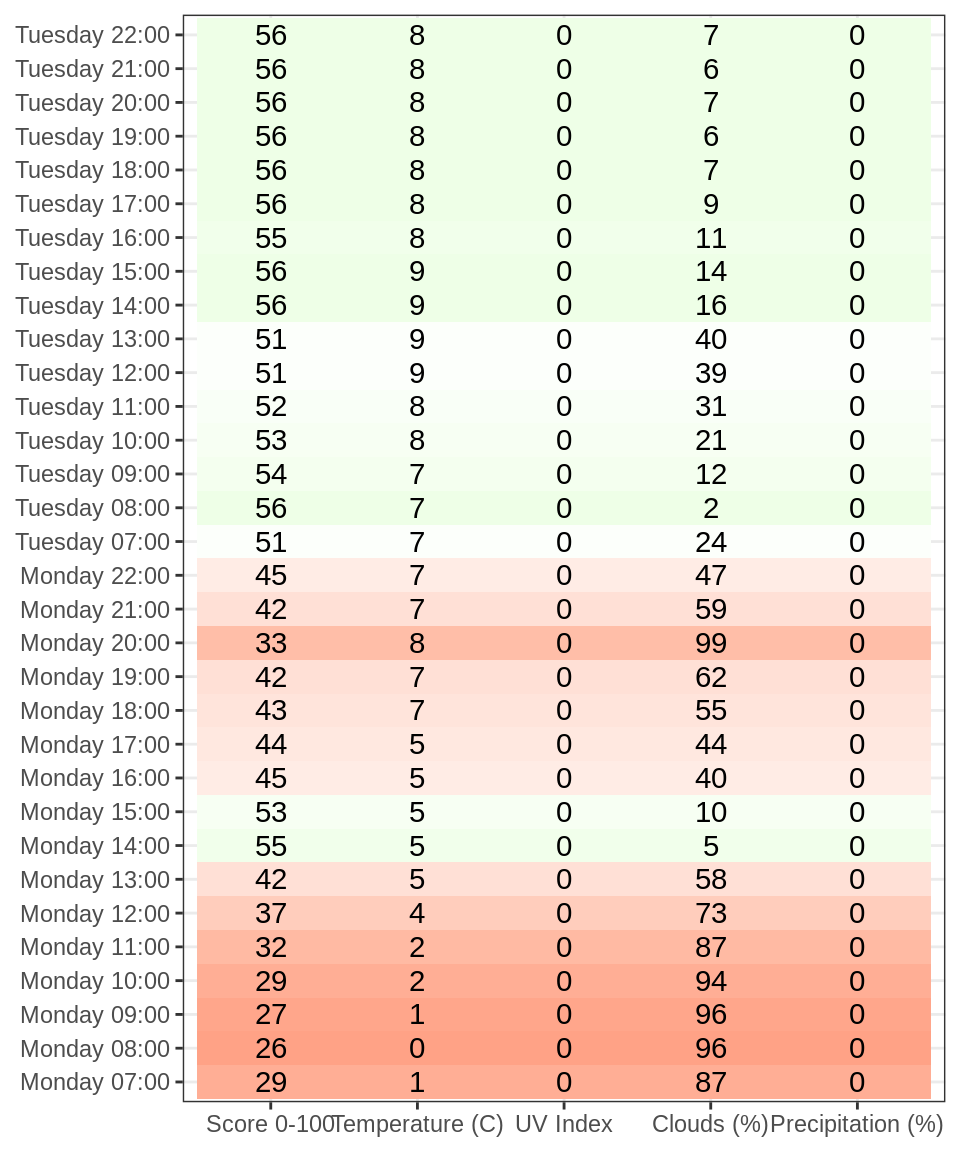 Tuesday 22:00 56 8 0 7 0
Tuesday 21:00 56 8 0 6 0
Tuesday 20:00 56 8 0 7 0
Tuesday 19:00 56 8 0 6 0
Tuesday 18:00 56 8 0 7 0
Tuesday 17:00 56 8 0 9 0
Tuesday 16:00 55 8 0 11 0
Tuesday 15:00 56 9 0 14 0
Tuesday 14:00 56 9 0 16 0
Tuesday 13:00 51 9 0 40 0
Tuesday 12:00 51 9 0 39 0
Tuesday 11:00 52 8 0 31 0
Tuesday 10:00 53 8 0 21 0
Tuesday 09:00 54 7 0 12 0
Tuesday 08:00 56 7 0 2 0
Tuesday 07:00 51 7 0 24 0
Monday 22:00 45 7 0 47 0
Monday 21:00 42 7 0 59 0
Monday 20:00 33 8 0 99 0
Monday 19:00 42 7 0 62 0
Monday 18:00 43 7 0 55 0
Monday 17:00 44 5 0 44 0
Monday 16:00 45 5 0 40 0
Monday 15:00 53 5 0 10 0
Monday 14:00 55 5 0 5 0
Monday 13:00 42 5 0 58 0
Monday 12:00 37 4 0 73 0
Monday 11:00 32 2 0 87 0
Monday 10:00 29 2 0 94 0
Monday 09:00 27 1 0 96 0
Monday 08:00 26 0 0 96 0
Monday 07:00 29 1 0 87 0
Score 0-100 Temperature (C) UV Index Clouds (%) Precipitation (%)